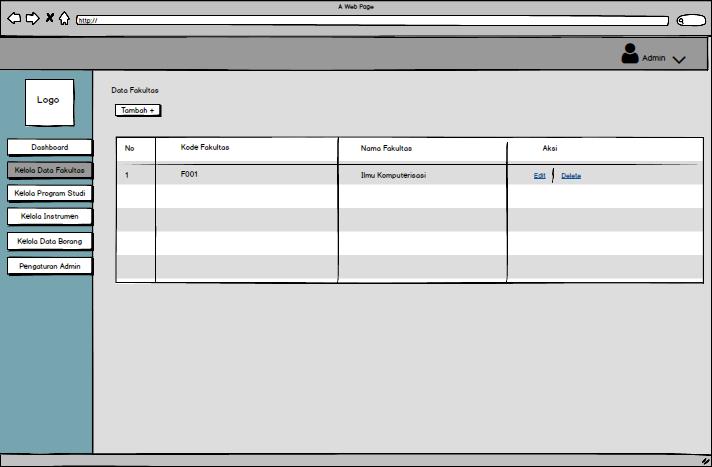 A Web Page
http://
Admin
Logo
Data Fakultas
Tambah +
Dashboard
Kelola Data Fakultas
Kelola Program Studi
Kelola Instrumen
Kelola Data Borang
Pengaturan Admin
No Kode Fakultas Nama Fakultas Aksi
1 F001 Ilmu Komputerisasi Edit Delete